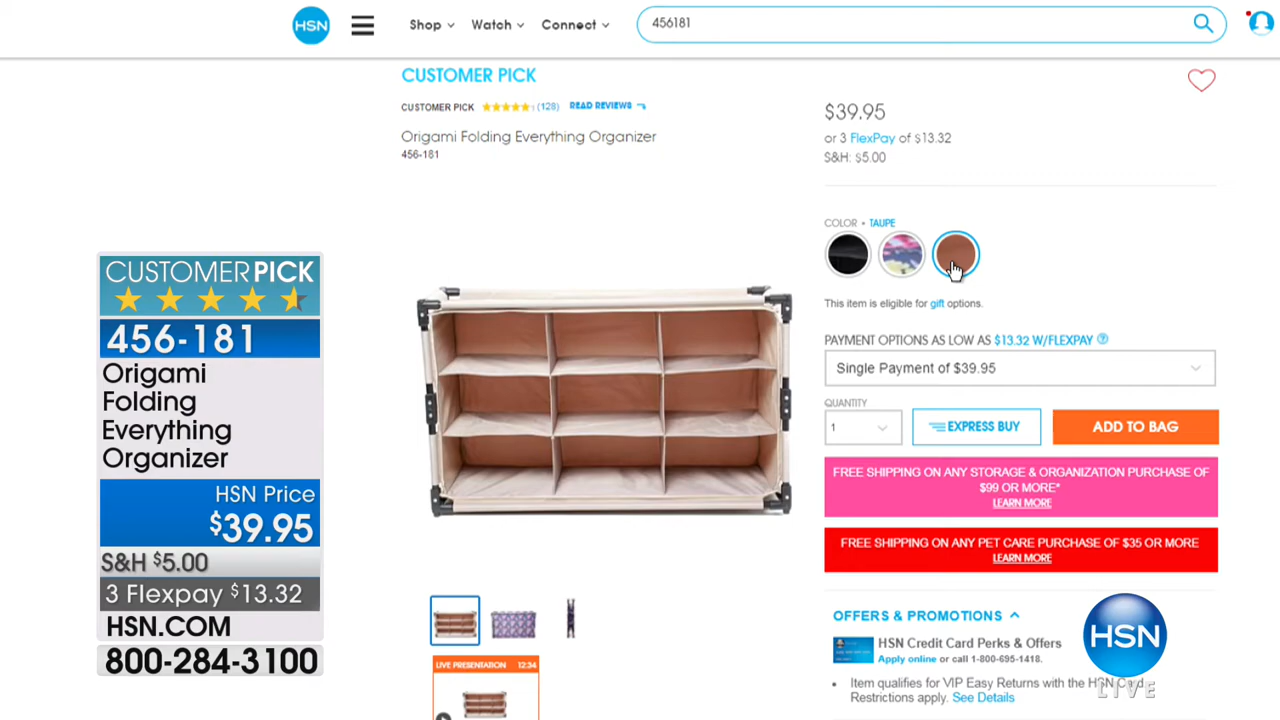 HSN
Shop
Watch
Connect
456181
CUSTOMER PICK
CUSTOMER PICK (128) READ REVIEWS
Origami Folding Everything Organizer
456-181
$39.95
or 3 FlexPay of $13.32
S&H: $5.00
COLOR • TAUPE
This item is eligible for gift options.
PAYMENT OPTIONS AS LOW AS $13.32 W/FLEXPAY ?
Single Payment of $39.95
QUANTITY
1
EXPRESS BUY
ADD TO BAG
FREE SHIPPING ON ANY STORAGE & ORGANIZATION PURCHASE OF
$99 OR MORE*
LEARN MORE
FREE SHIPPING ON ANY PET CARE PURCHASE OF $35 OR MORE
LEARN MORE
OFFERS & PROMOTIONS
HSN Credit Card Perks & Offers
Apply online or call 1-800-695-1418.
• Item qualifies for VIP Easy Returns with the HSN Card.
Restrictions apply. See Details
LIVE PRESENTATION 12:34
CUSTOMER PICK
456-181
Origami
Folding
Everything
Organizer
HSN Price
$39.95
S&H $5.00
3 Flexpay $13.32
HSN.COM
800-284-3100
HSN
LIVE